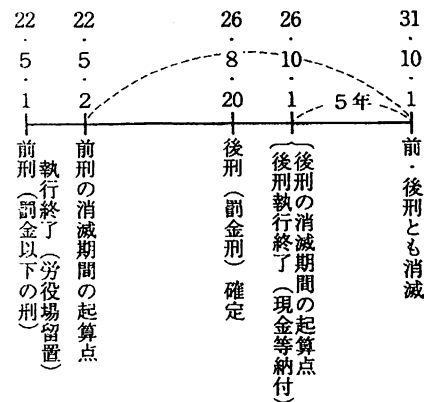 22・5・1
22・5・2
26・8・20
26・10・1
31・10・1
5年
前刑（罰金以下の刑）
執行終了（労役場留置）
前刑の消滅期間の起算点
後刑（罰金刑）確定
後刑の消滅期間の起算点
後刑執行終了（現金等納付）
前・後刑とも消滅